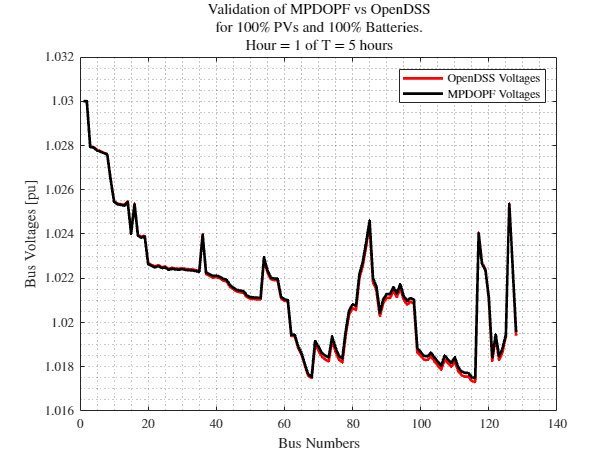 Validation of MPDOPF vs OpenDSS
for 100% PVs and 100% Batteries.
Hour = 1 of T = 5 hours
1.032
1.03
1.028
1.026
1.024
1.022
1.02
1.018
1.016
Bus Voltages [pu]
OpenDSS Voltages
MPDOPF Voltages
0 20 40 60 80 100 120 140
Bus Numbers